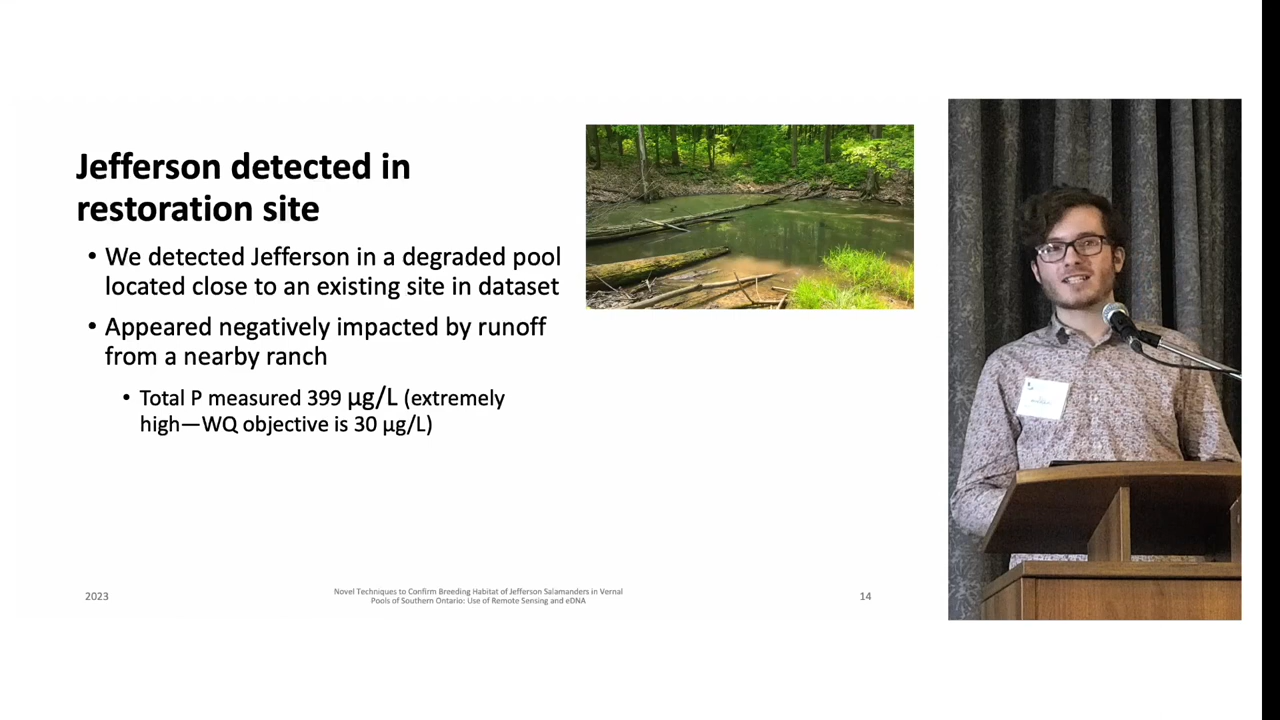 Jefferson detected in
restoration site
• We detected Jefferson in a degraded pool
located close to an existing site in dataset
• Appeared negatively impacted by runoff
from a nearby ranch
• Total P measured 399 µg/L (extremely
high—WQ objective is 30 µg/L)
2023
Novel Techniques to Confirm Breeding Habitat of Jefferson Salamanders in Vernal
Pools of Southern Ontario: Use of Remote Sensing and eDNA
14